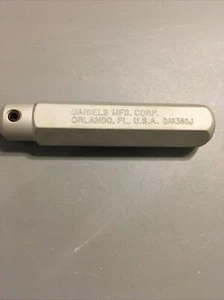 DANIELS MFG. CORP.
ORLANDO, FL., U.S.A.